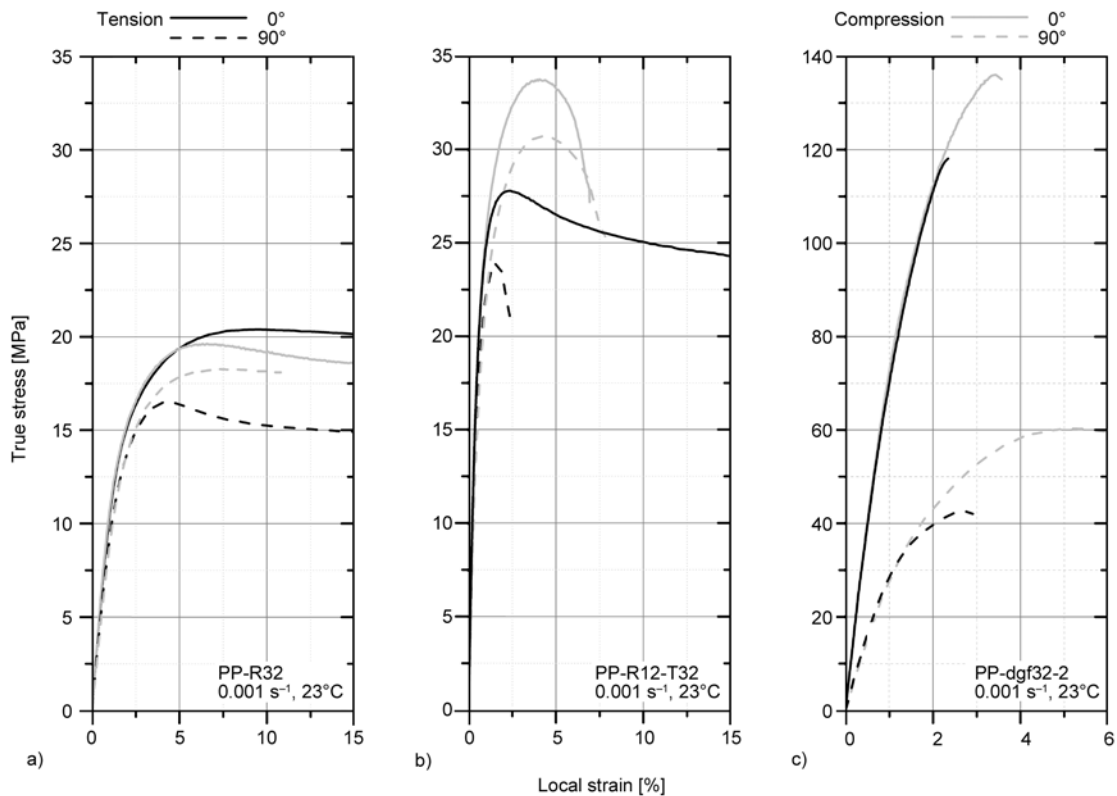 Tension 0°
90°
Compression 0°
90°
True stress [MPa]
35
30
25
20
15
10
5
0
0 5 10 15
PP-R32
0.001 s⁻¹, 23°C
a)
35
30
25
20
15
10
5
0
0 5 10 15
PP-R12-T32
0.001 s⁻¹, 23°C
b)
140
120
100
80
60
40
20
0
0 2 4 6
PP-dgf32-2
0.001 s⁻¹, 23°C
c)
Local strain [%]